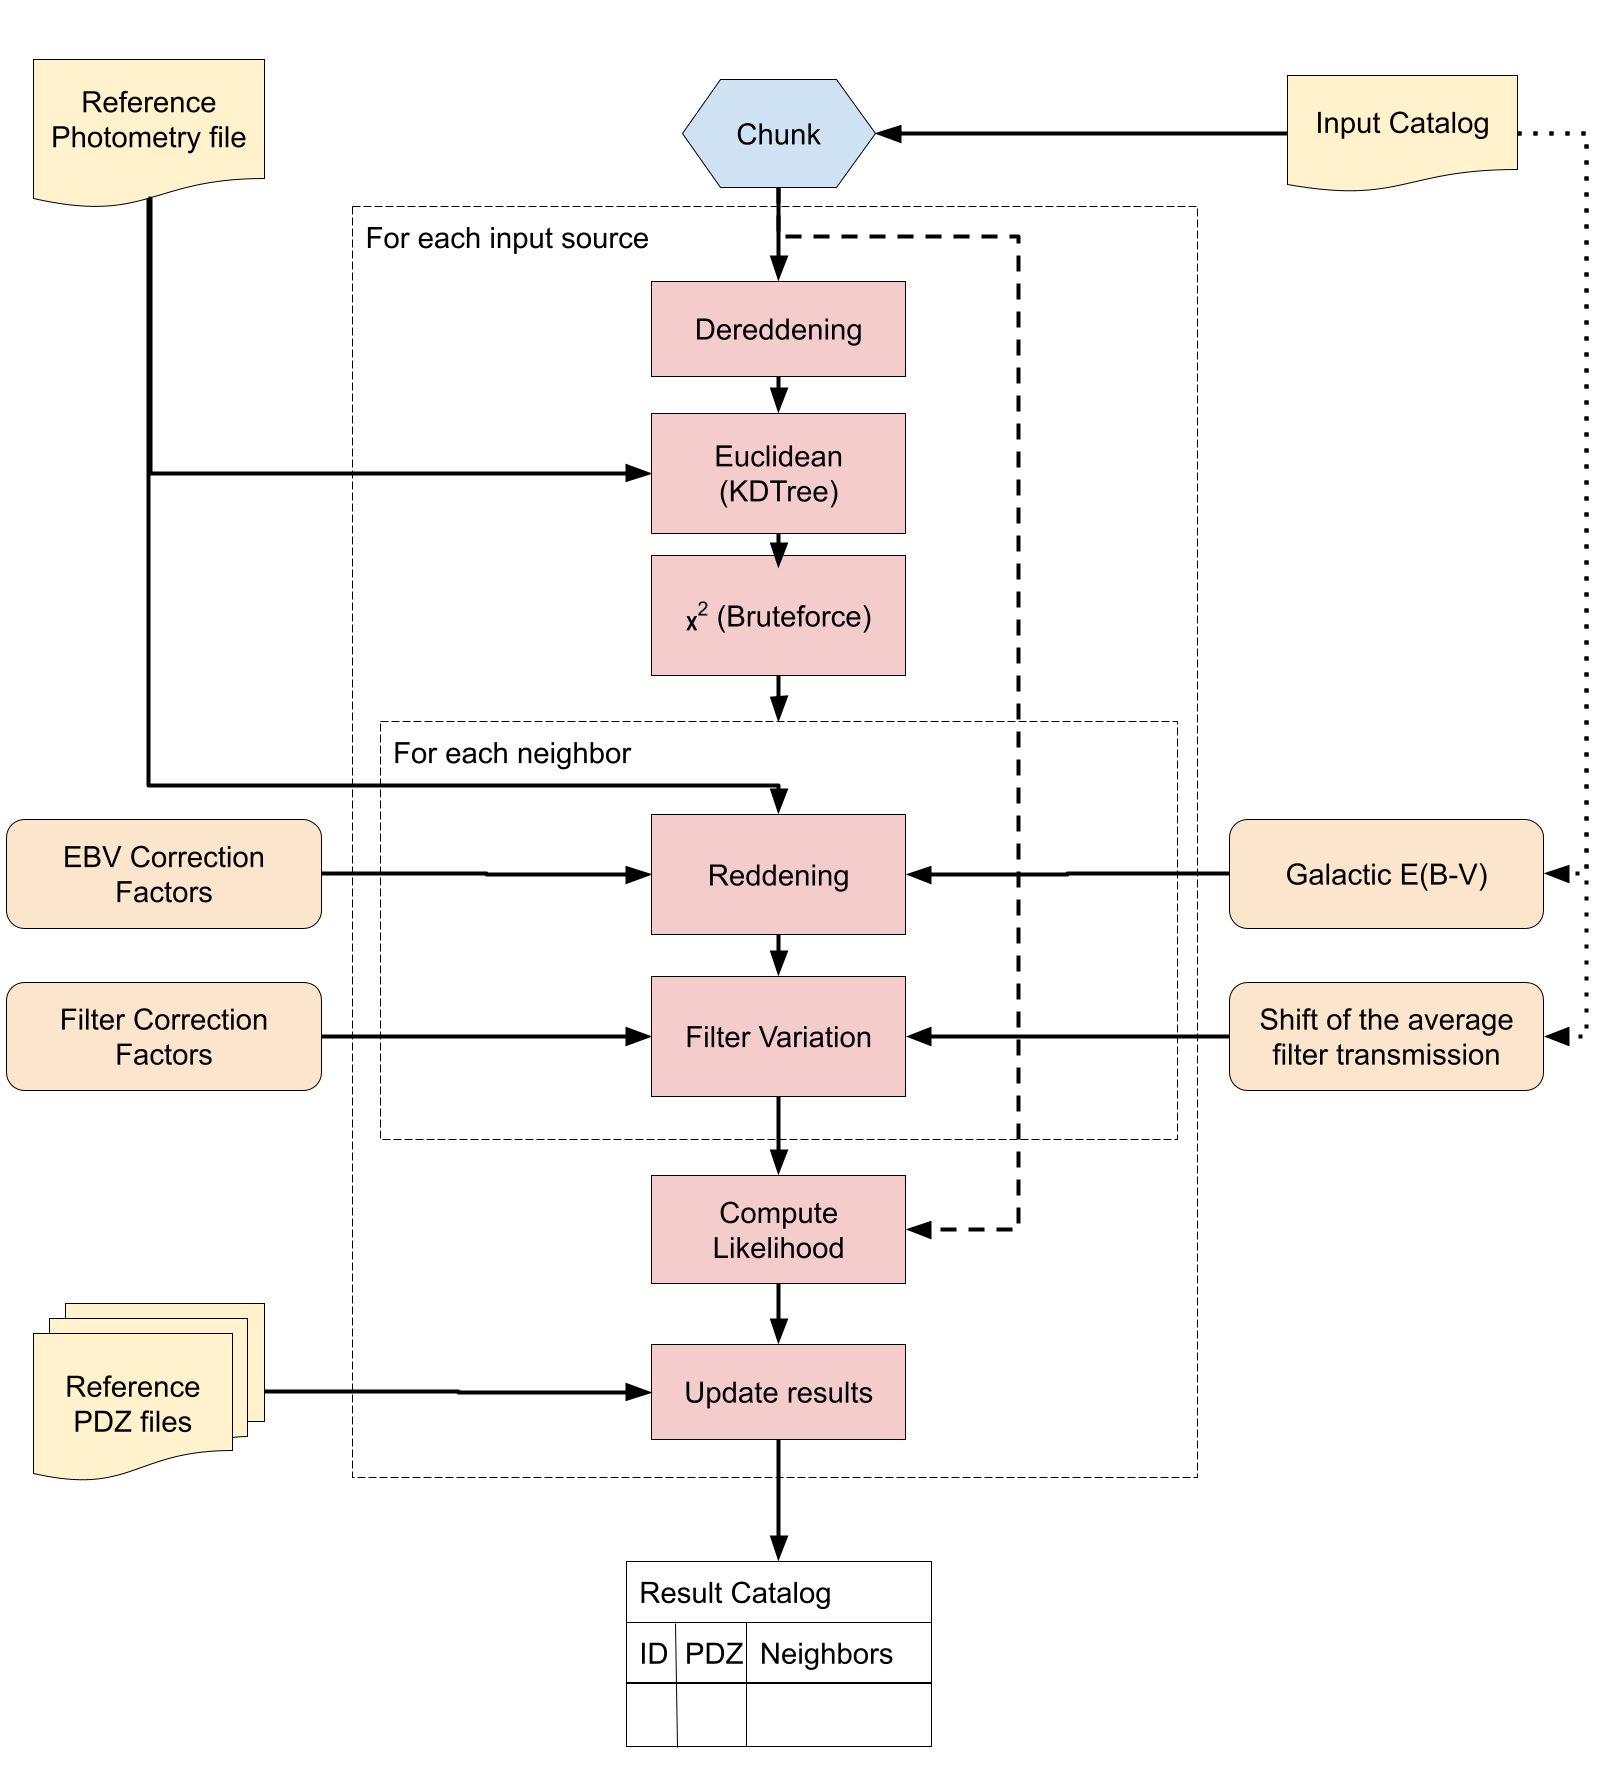 Reference
Photometry file
Chunk
Input Catalog
For each input source
Dereddening
Euclidean
(KDTree)
χ² (Bruteforce)
For each neighbor
EBV Correction
Factors
Reddening
Galactic E(B-V)
Filter Correction
Factors
Filter Variation
Shift of the average
filter transmission
Compute
Likelihood
Reference
PDZ files
Update results
Result Catalog
ID PDZ Neighbors